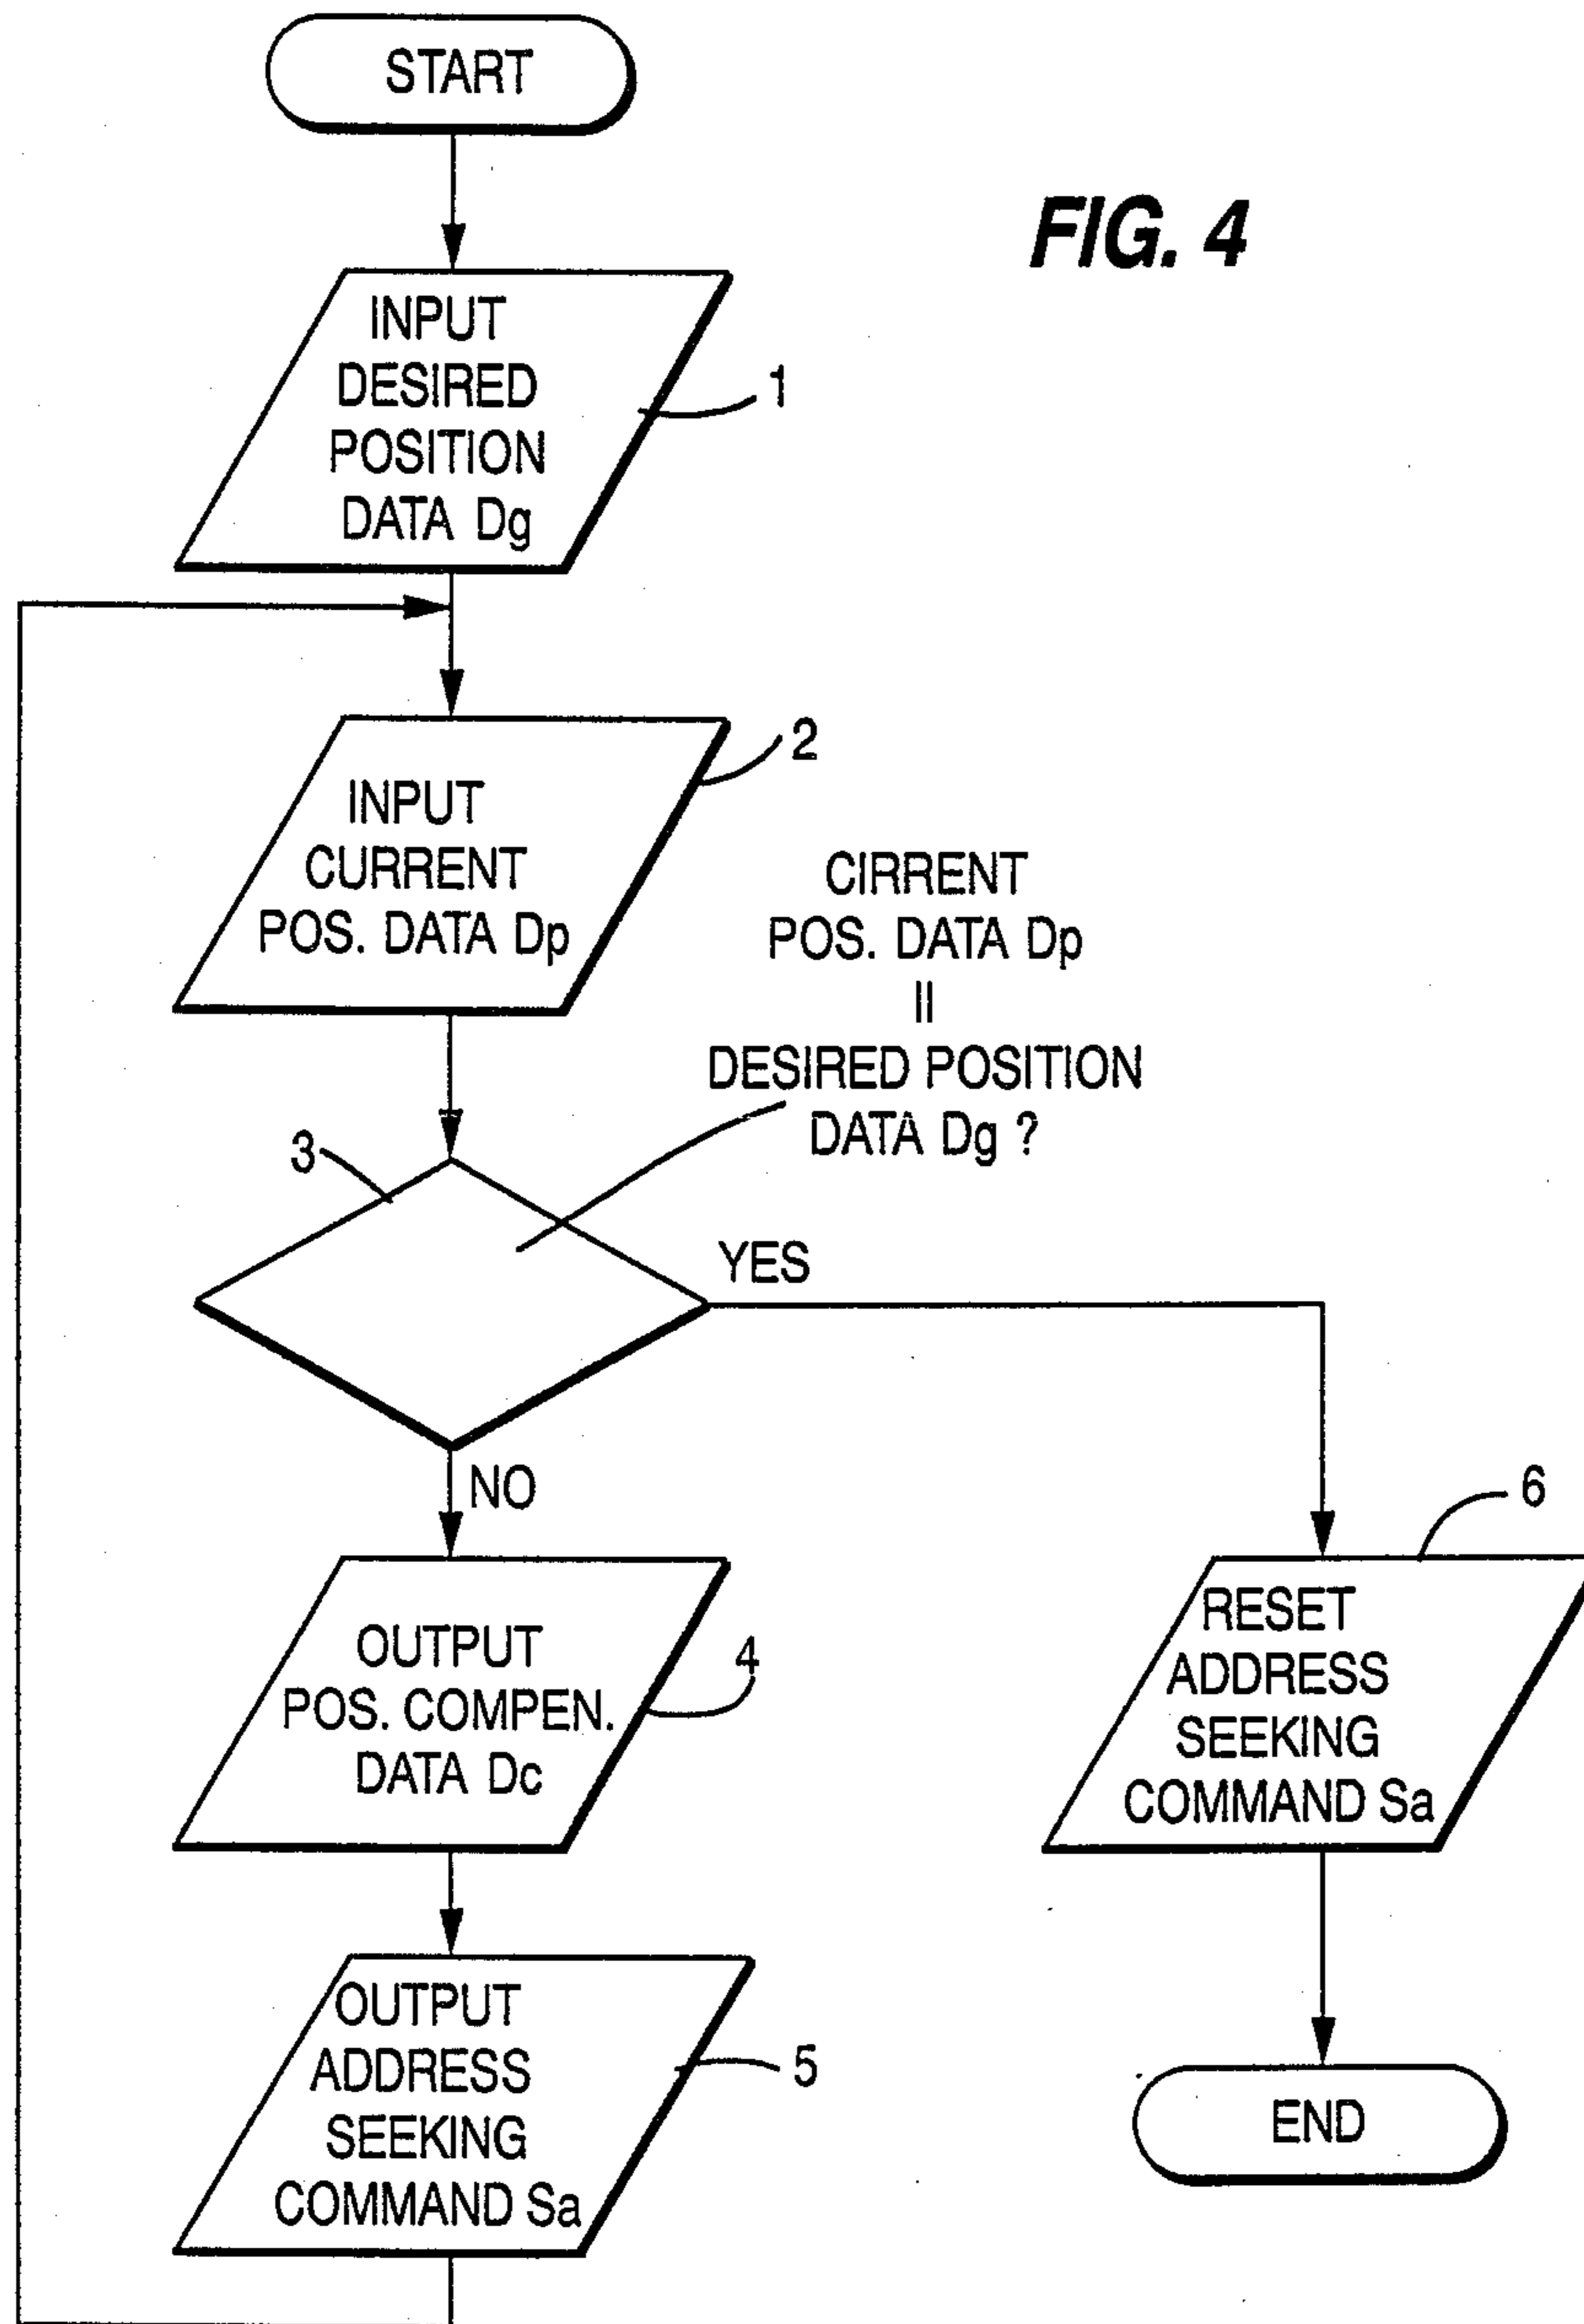 START
FIG. 4
INPUT
DESIRED
POSITION
DATA Dg
1
2
INPUT
CURRENT
POS. DATA Dp
CIRRENT
POS. DATA Dp
=
DESIRED POSITION
DATA Dg ?
3
YES
NO
6
OUTPUT
POS. COMPEN.
DATA Dc
4
RESET
ADDRESS
SEEKING
COMMAND Sa
OUTPUT
ADDRESS
SEEKING
COMMAND Sa
5
END